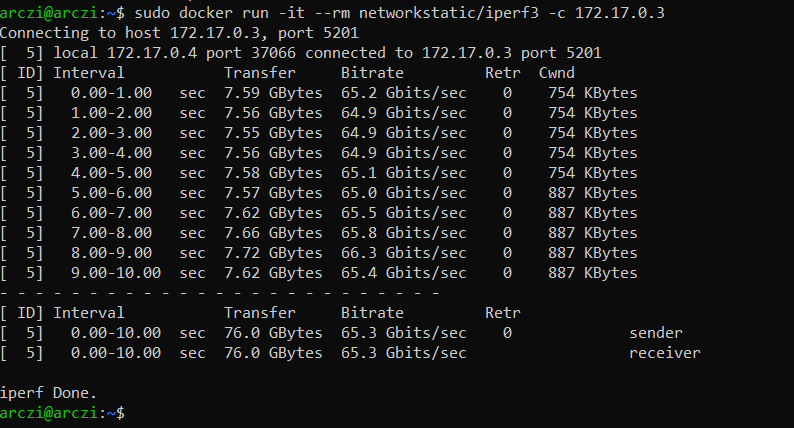 arczi@arczi:~$ sudo docker run -it --rm networkstatic/iperf3 -c 172.17.0.3
Connecting to host 172.17.0.3, port 5201
[  5] local 172.17.0.4 port 37066 connected to 172.17.0.3 port 5201
[ ID] Interval           Transfer     Bitrate         Retr  Cwnd
[  5]   0.00-1.00   sec  7.59 GBytes  65.2 Gbits/sec    0    754 KBytes
[  5]   1.00-2.00   sec  7.56 GBytes  64.9 Gbits/sec    0    754 KBytes
[  5]   2.00-3.00   sec  7.55 GBytes  64.9 Gbits/sec    0    754 KBytes
[  5]   3.00-4.00   sec  7.56 GBytes  64.9 Gbits/sec    0    754 KBytes
[  5]   4.00-5.00   sec  7.58 GBytes  65.1 Gbits/sec    0    754 KBytes
[  5]   5.00-6.00   sec  7.57 GBytes  65.0 Gbits/sec    0    887 KBytes
[  5]   6.00-7.00   sec  7.62 GBytes  65.5 Gbits/sec    0    887 KBytes
[  5]   7.00-8.00   sec  7.66 GBytes  65.8 Gbits/sec    0    887 KBytes
[  5]   8.00-9.00   sec  7.72 GBytes  66.3 Gbits/sec    0    887 KBytes
[  5]   9.00-10.00  sec  7.62 GBytes  65.4 Gbits/sec    0    887 KBytes
- - - - - - - - - - - - - - - - - - - - - - - - -
[ ID] Interval           Transfer     Bitrate         Retr
[  5]   0.00-10.00  sec  76.0 GBytes  65.3 Gbits/sec    0             sender
[  5]   0.00-10.00  sec  76.0 GBytes  65.3 Gbits/sec                  receiver
iperf Done.
arczi@arczi:~$